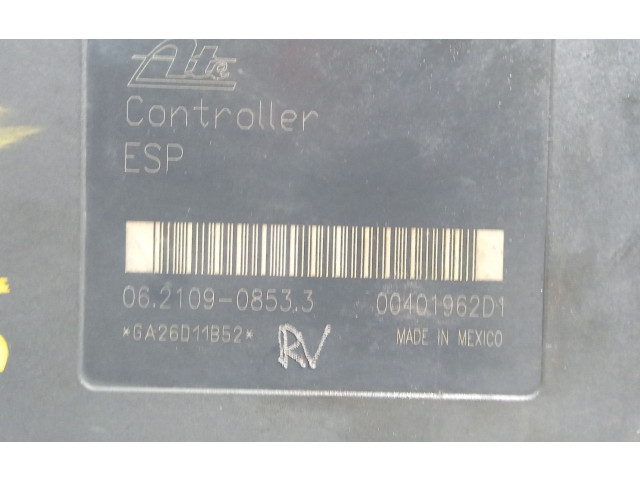 Ate
Controller
ESP
06.2109-0853.3 00401962D1
*GA26D11B52* RV MADE IN MEXICO